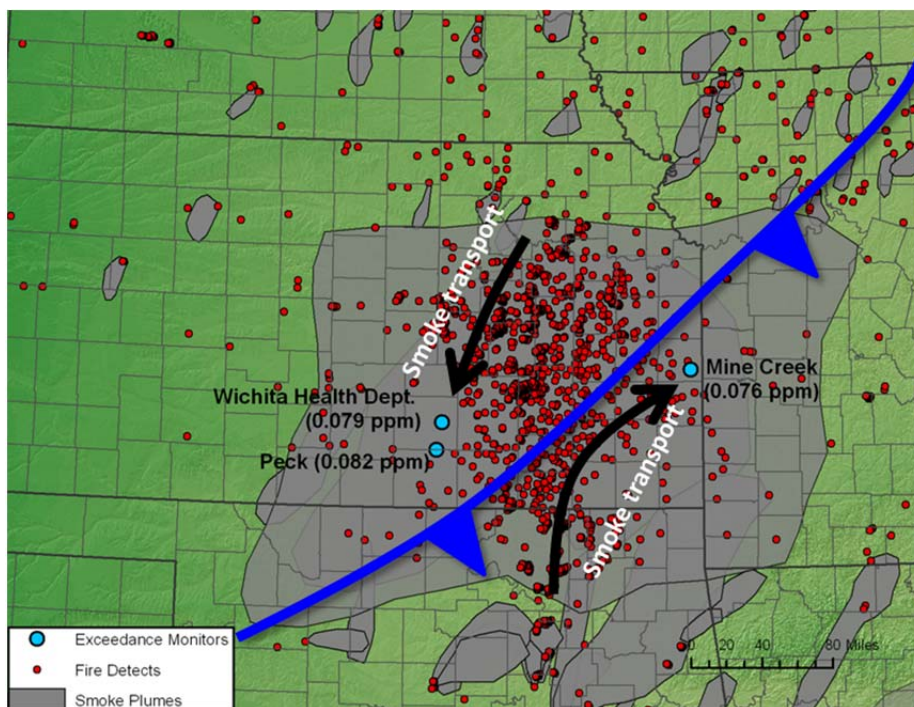 Smoke transport
Wichita Health Dept.
(0.079 ppm)
Peck (0.082 ppm)
Mine Creek
(0.076 ppm)
Smoke transport
0 20 40 80 Miles
Exceedance Monitors
Fire Detects
Smoke Plumes